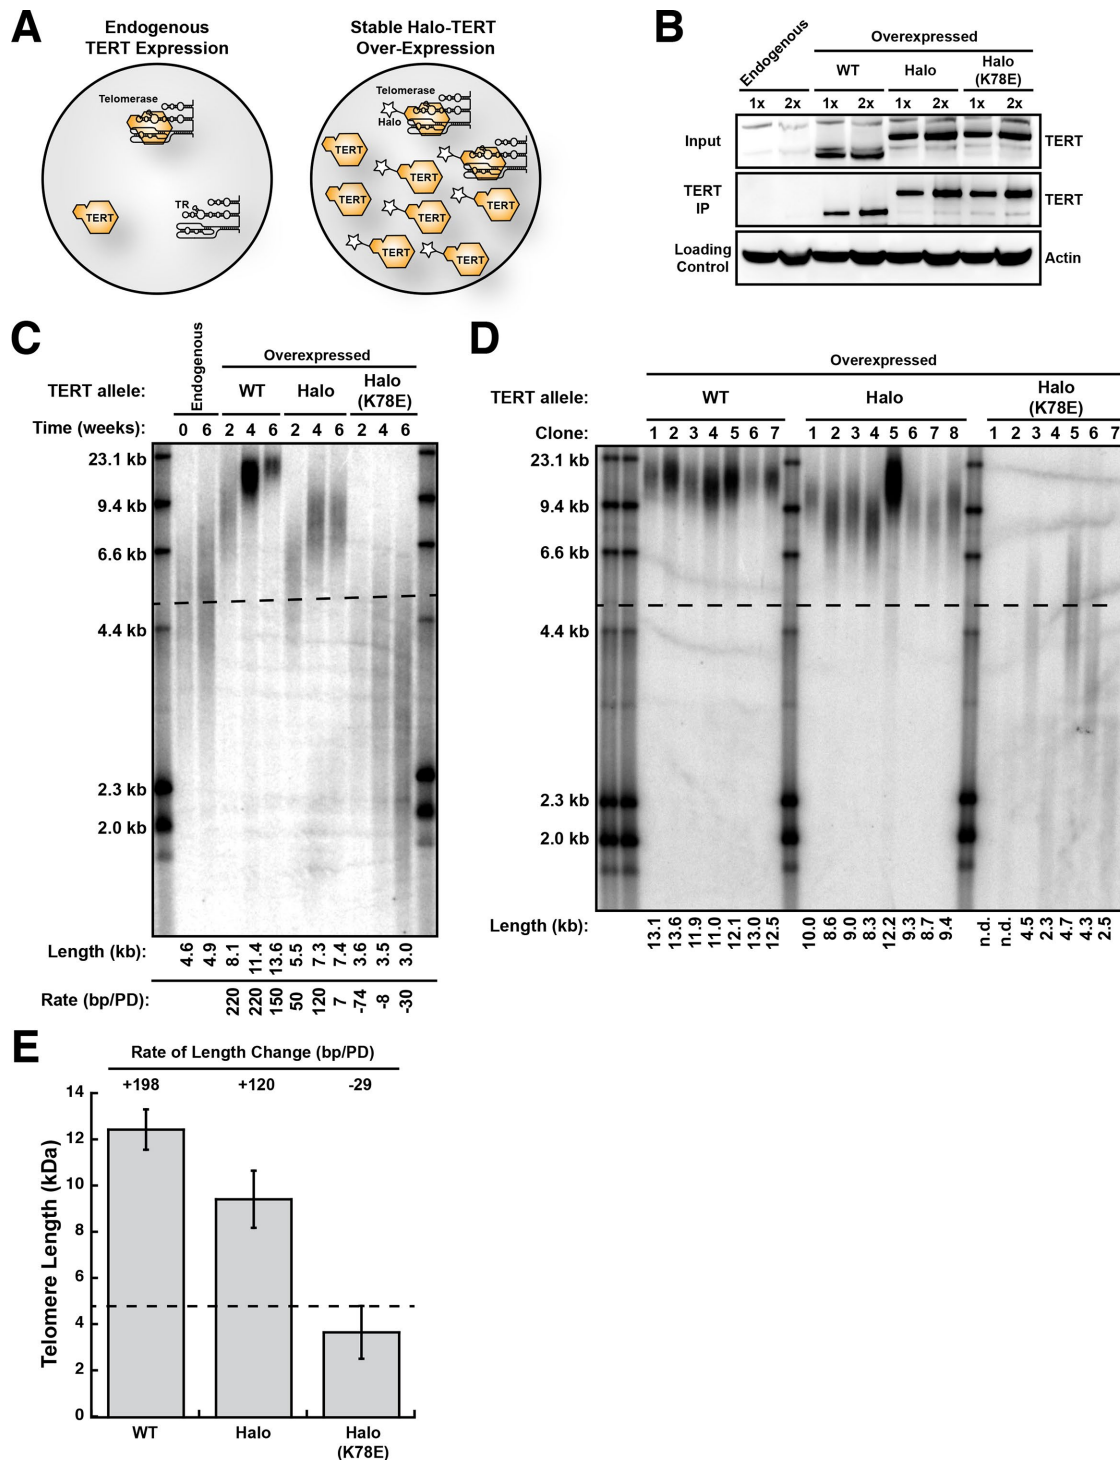 A
Endogenous
TERT Expression
Stable Halo-TERT
Over-Expression
Telomerase
TERT
TR
Telomerase
Halo
TERT
TERT
TERT
TERT
TERT
TERT
TERT
B
Endogenous
Overexpressed
WT
Halo
Halo
(K78E)
1x 2x 1x 2x 1x 2x 1x 2x
Input
TERT
TERT
IP
TERT
Loading
Control
Actin
C
Endogenous
Overexpressed
TERT allele:
WT
Halo
Halo
(K78E)
Time (weeks): 0 6 2 4 6 2 4 6 2 4 6
23.1 kb
9.4 kb
6.6 kb
4.4 kb
2.3 kb
2.0 kb
Length (kb): 4.6 4.9 8.1 11.4 13.6 5.5 7.3 7.4 3.6 3.5 3.0
Rate (bp/PD): 220 220 150 50 120 7 -74 -8 -30
D
Overexpressed
TERT allele:
WT
Halo
Halo
(K78E)
Clone: 1 2 3 4 5 6 7 1 2 3 4 5 6 7 8 1 2 3 4 5 6 7
23.1 kb
9.4 kb
6.6 kb
4.4 kb
2.3 kb
2.0 kb
Length (kb): 13.1 13.6 11.9 11.0 12.1 13.0 12.5 10.0 8.6 9.0 8.3 12.2 9.3 8.7 9.4 n.d. n.d. 4.5 2.3 4.7 4.3 2.5
E
Rate of Length Change (bp/PD)
+198 +120 -29
Telomere Length (kDa)
14
12
10
8
6
4
2
0
WT
Halo
Halo
(K78E)